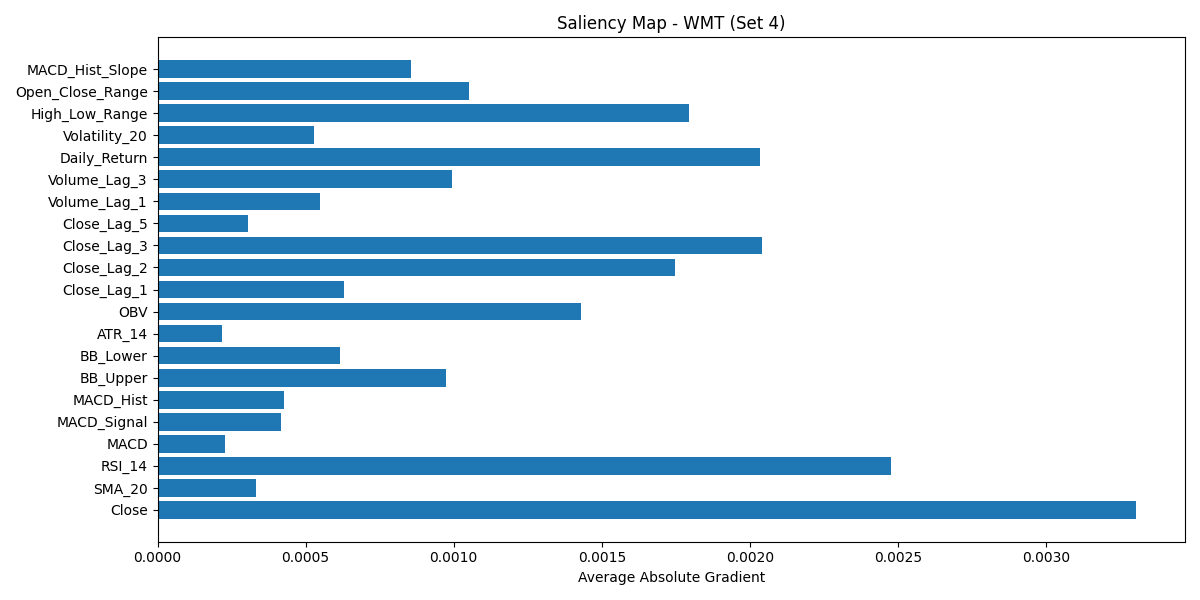 Saliency Map - WMT (Set 4)
MACD_Hist_Slope
Open_Close_Range
High_Low_Range
Volatility_20
Daily_Return
Volume_Lag_3
Volume_Lag_1
Close_Lag_5
Close_Lag_3
Close_Lag_2
Close_Lag_1
OBV
ATR_14
BB_Lower
BB_Upper
MACD_Hist
MACD_Signal
MACD
RSI_14
SMA_20
Close
0.0000 0.0005 0.0010 0.0015 0.0020 0.0025 0.0030
Average Absolute Gradient